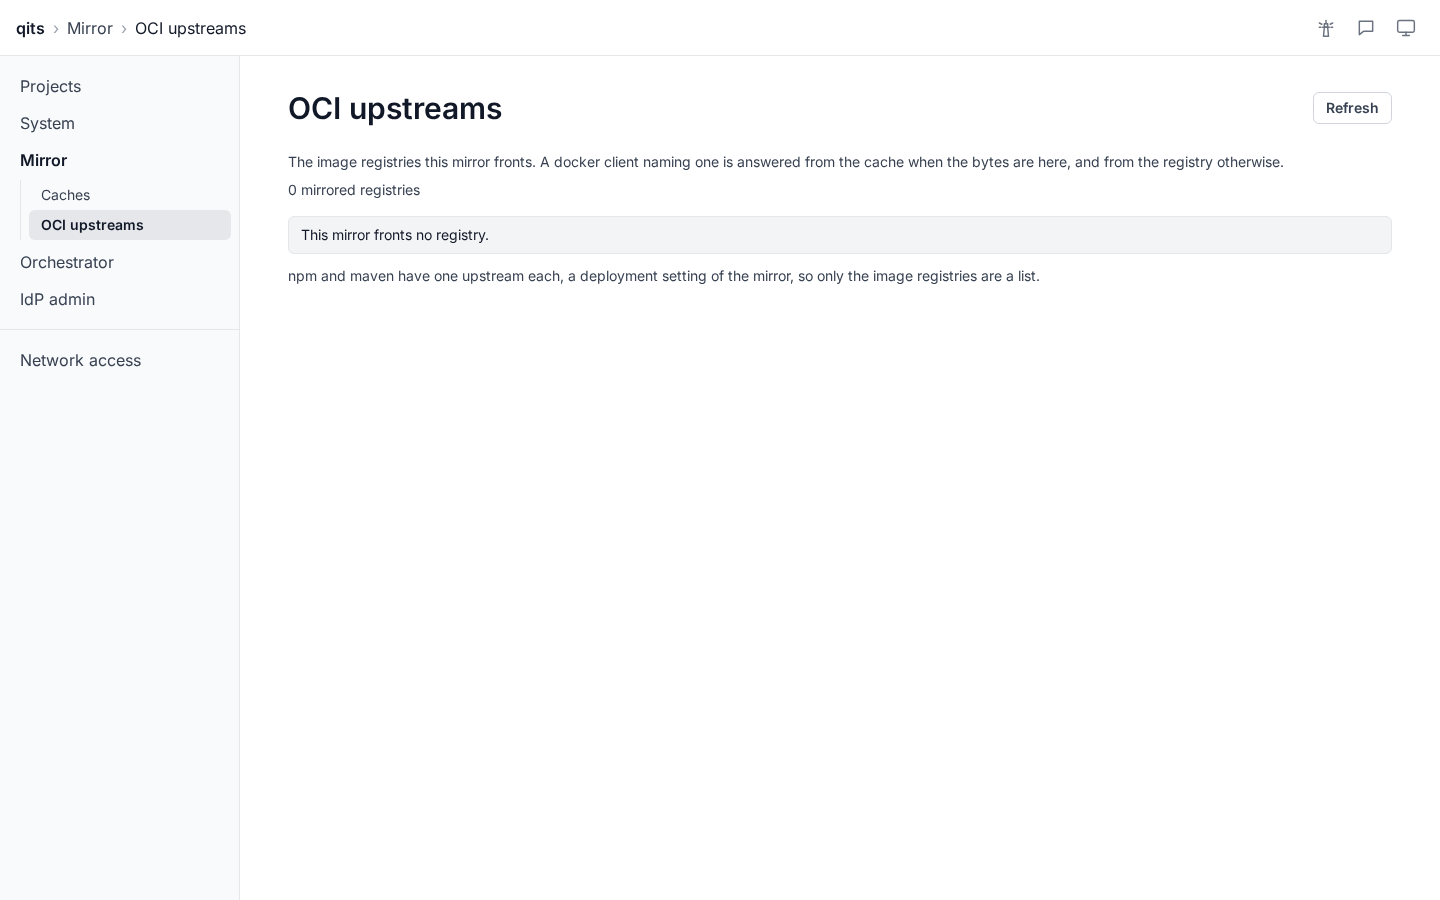 qits › Mirror › OCI upstreams
Projects
System
Mirror
Caches
OCI upstreams
Orchestrator
IdP admin
Network access
OCI upstreams
Refresh
The image registries this mirror fronts. A docker client naming one is answered from the cache when the bytes are here, and from the registry otherwise.
0 mirrored registries
This mirror fronts no registry.
npm and maven have one upstream each, a deployment setting of the mirror, so only the image registries are a list.